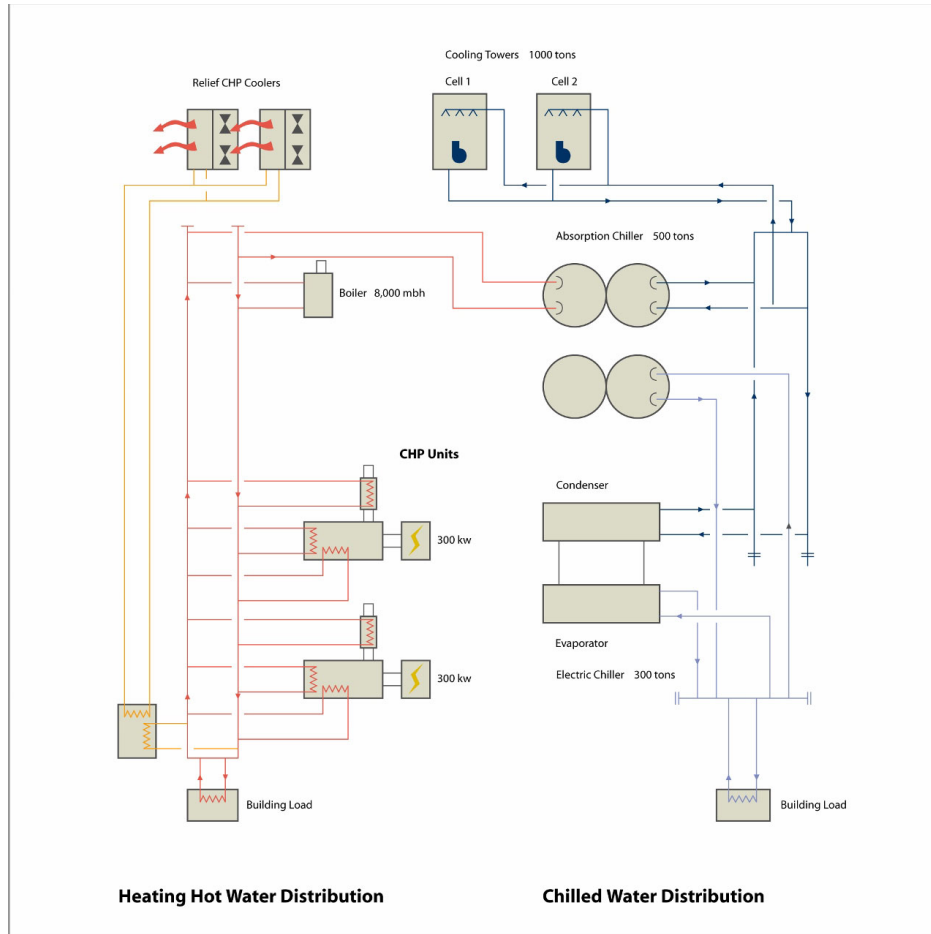 Cooling Towers 1000 tons
Relief CHP Coolers
Cell 1
Cell 2
Absorption Chiller 500 tons
Boiler 8,000 mbh
CHP Units
Condenser
300 kw
Evaporator
Electric Chiller 300 tons
300 kw
Building Load
Building Load
Heating Hot Water Distribution
Chilled Water Distribution